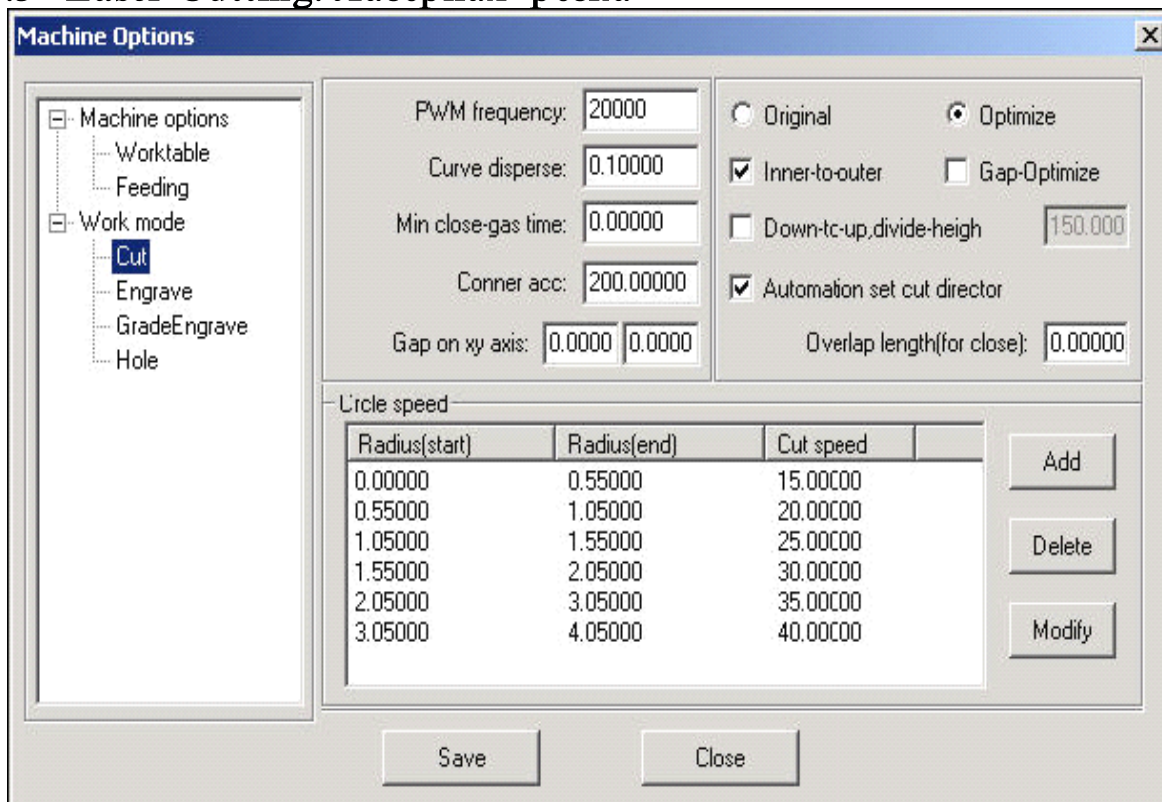 Machine Options
Machine options
Worktable
Feeding
Work mode
Cut
Engrave
GradeEngrave
Hole
PWM frequency: 20000
Curve disperse: 0.10000
Min close-gas time: 0.00000
Conner acc: 200.00000
Gap on xy axis: 0.0000 0.0000
Original Optimize
Inner-to-outer Gap-Optimize
Down-tc-up,divide-heigh 150.000
Automation set cut director
Overlap length(for close): 0.00000
Circle speed
Radius(start) Radius(end) Cut speed
0.00000 0.55000 15.00000
0.55000 1.05000 20.00000
1.05000 1.55000 25.00000
1.55000 2.05000 30.00000
2.05000 3.05000 35.00000
3.05000 4.05000 40.00000
Add
Delete
Modify
Save Close